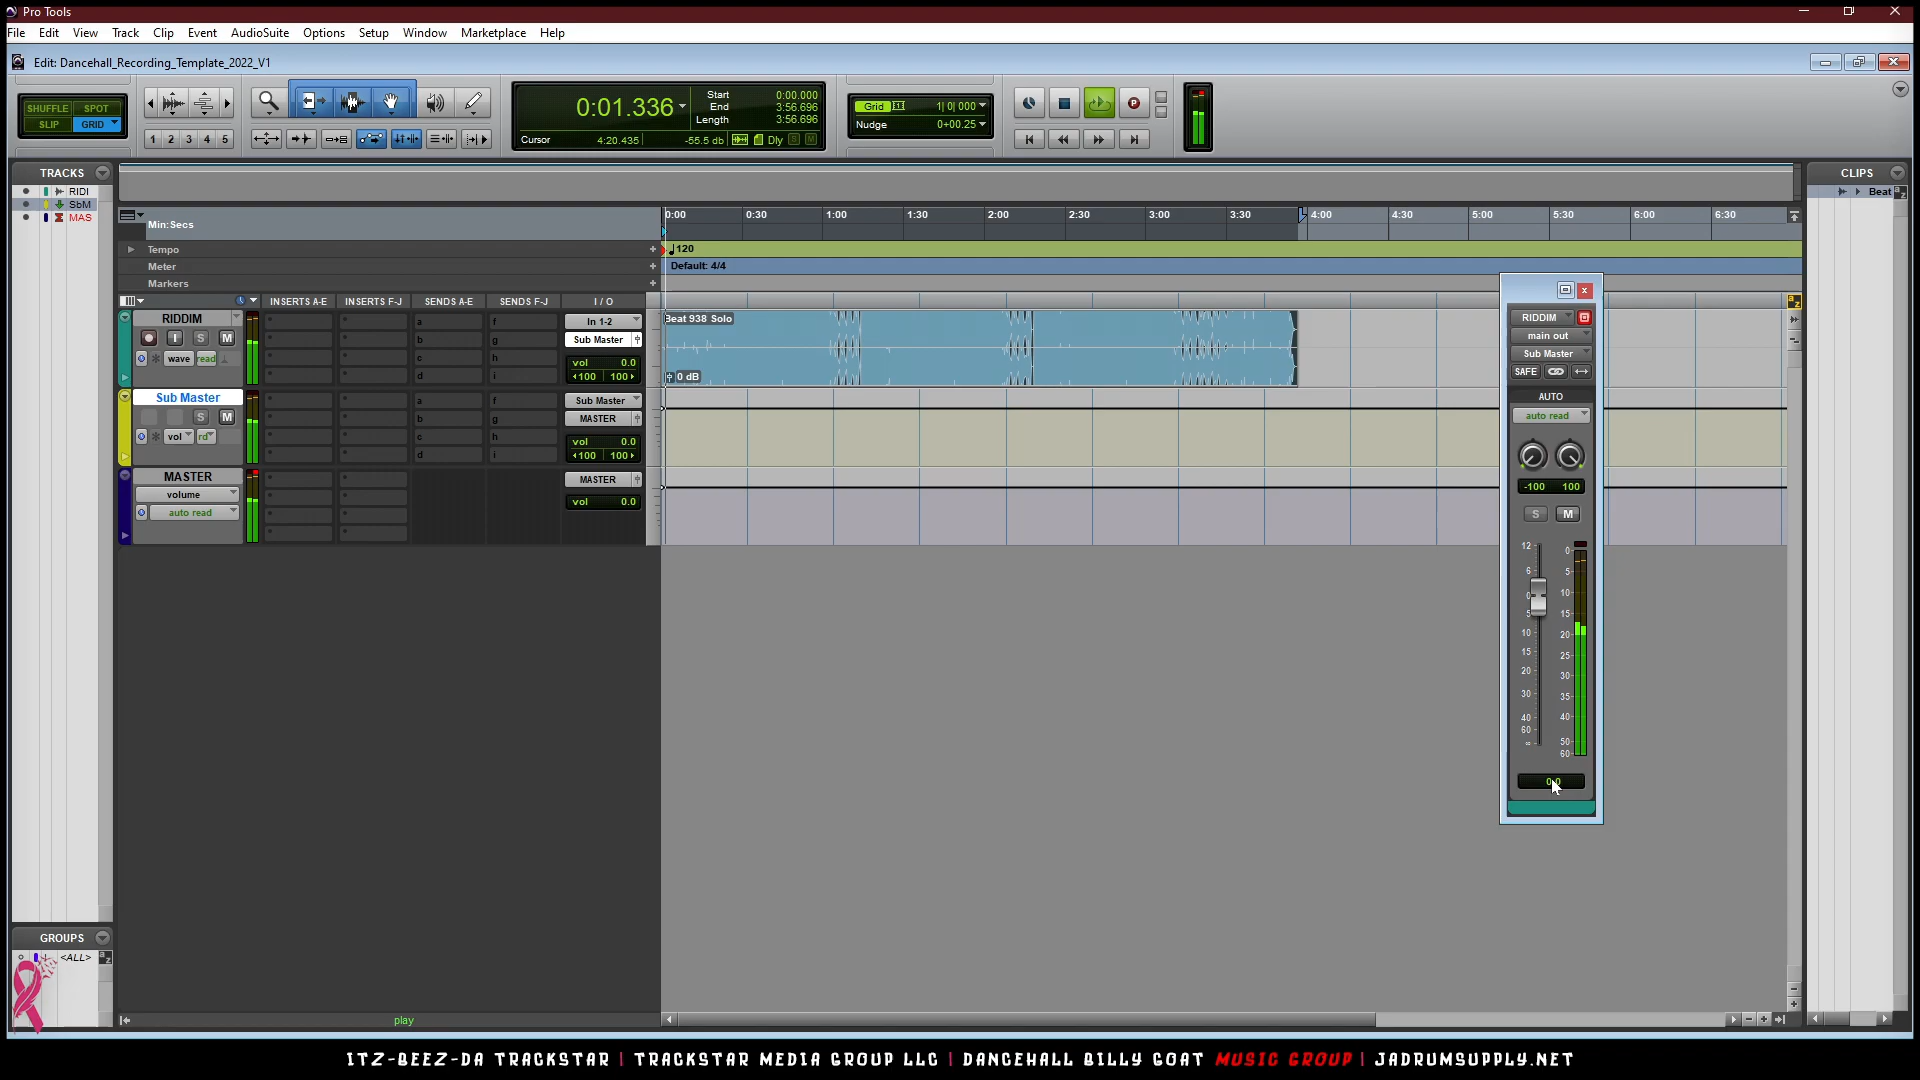 Pro Tools
File Edit View Track Clip Event AudioSuite Options Setup Window Marketplace Help
Edit: Dancehall_Recording_Template_2022_V1
SHUFFLE SPOT
SLIP GRID
1 2 3 4 5
0:01.336
Start 0:00.000
End 3:56.696
Length 3:56.696
Cursor 4:20.435 -55.5 db Dly S M
Grid 1| 0| 000
Nudge 0+00.25
TRACKS
RIDI
SbM
MAS
CLIPS
Beat
Min:Secs
0:00 0:30 1:00 1:30 2:00 2:30 3:00 3:30 4:00 4:30 5:00 5:30 6:00 6:30
Tempo
120
Meter
Default: 4/4
Markers
INSERTS A-E INSERTS F-J SENDS A-E SENDS F-J I / O
RIDDIM
I S M
wave read
a f
b g
c h
d i
In 1-2
Sub Master
vol 0.0
100 100
Beat 938 Solo
0 dB
Sub Master
S M
vol rd
a f
b g
c h
d i
Sub Master
MASTER
vol 0.0
100 100
MASTER
volume
auto read
MASTER
vol 0.0
RIDDIM
main out
Sub Master
SAFE
AUTO
auto read
-100 100
S M
12 0
6 5
0 10
5 15
10 20
15 25
20 30
30 35
40 40
60 50
∞ 60
0.0
GROUPS
<ALL>
play
ITZ-BEEZ-DA TRACKSTAR | TRACKSTAR MEDIA GROUP LLC | DANCEHALL BILLY GOAT MUSIC GROUP | JADRUMSUPPLY.NET